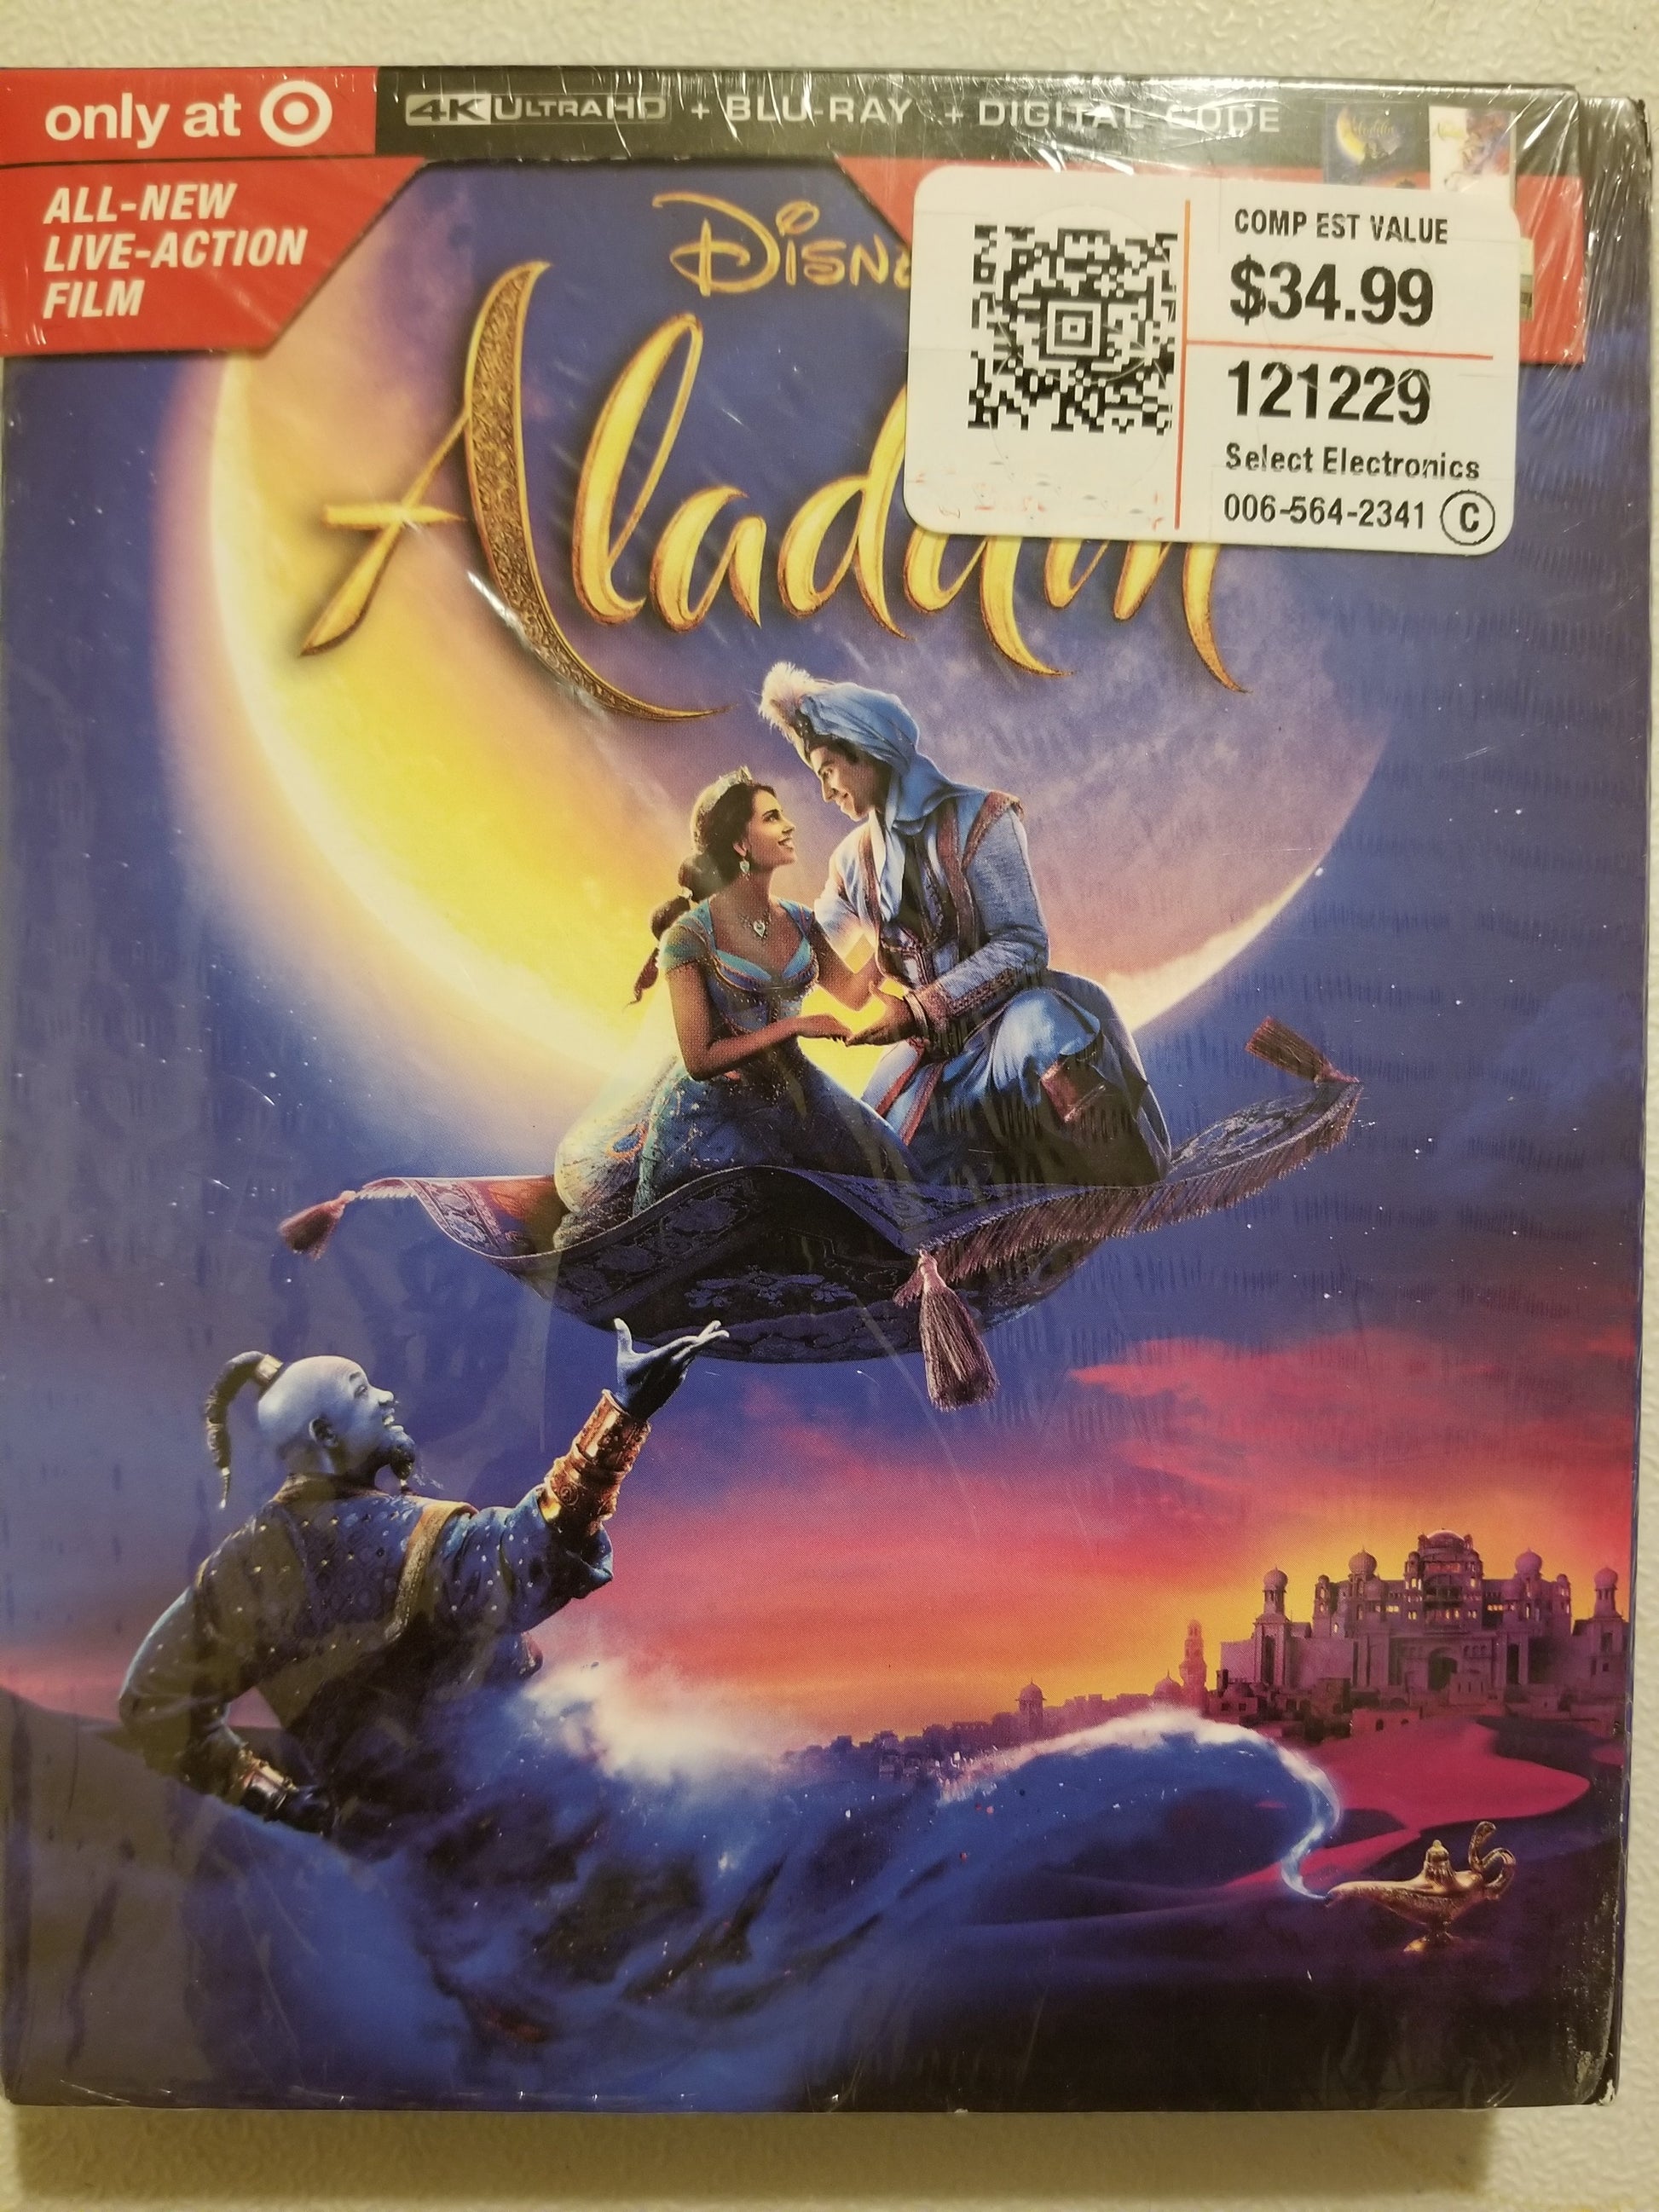 only at
4K ULTRA HD + BLU-RAY + DIGITAL CODE
ALL-NEW
LIVE-ACTION
FILM
COMP EST VALUE
$34.99
121229
Select Electronics
006-564-2341 C
Aladdin